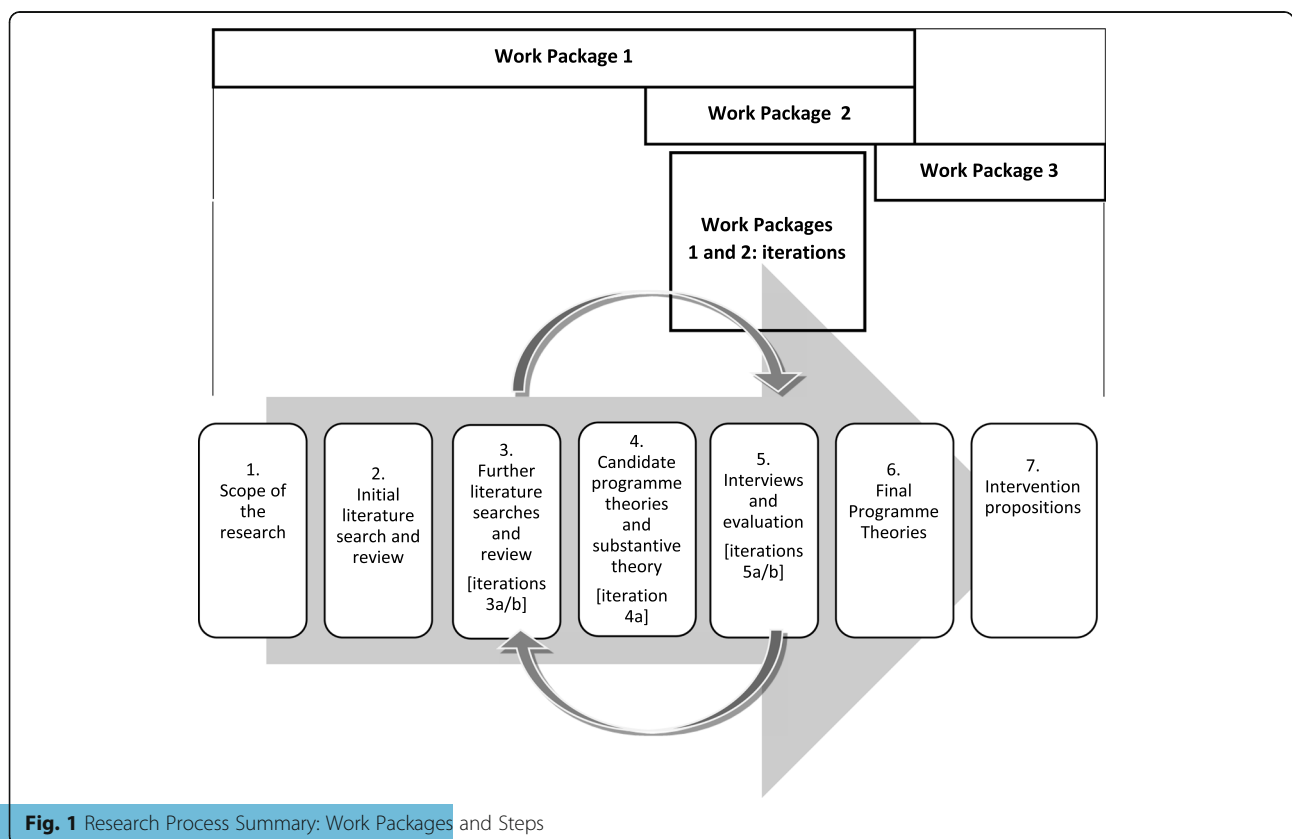 Work Package 1
Work Package 2
Work Package 3
Work Packages
1 and 2: iterations
1.
Scope of
the
research
2.
Initial
literature
search and
review
3.
Further
literature
searches
and
review
[iterations
3a/b]
4.
Candidate
programme
theories
and
substantive
theory
[iteration
4a]
5.
Interviews
and
evaluation
[iterations
5a/b]
6.
Final
Programme
Theories
7.
Intervention
propositions
Fig. 1 Research Process Summary: Work Packages and Steps